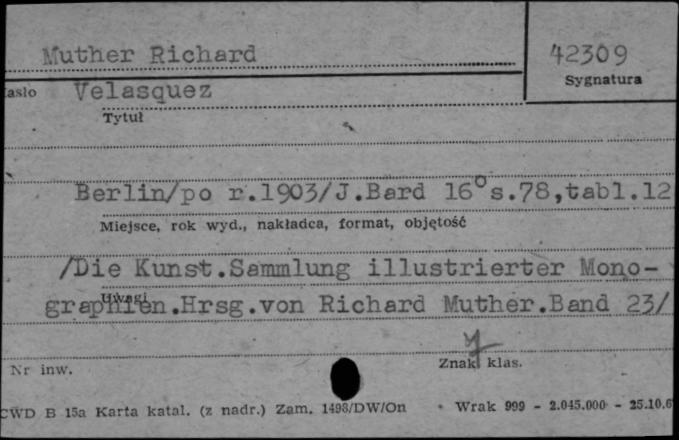 Muther Richard 42309
Sygnatura
asło Velasquez
Tytuł
Berlin/po r.1903/J.Bard 16° s.78,tabl.12
Miejsce, rok wyd., nakładca, format, objętość
/Die Kunst.Sammlung illustrierter Mono-
Uwagi
graphien.Hrsg.von Richard Muther.Band 23/
Nr inw. Znak klas.
CWD B 15a Karta katal. (z nadr.) Zam. 1498/DW/On Wrak 999 - 2.045.000 - 25.10.6